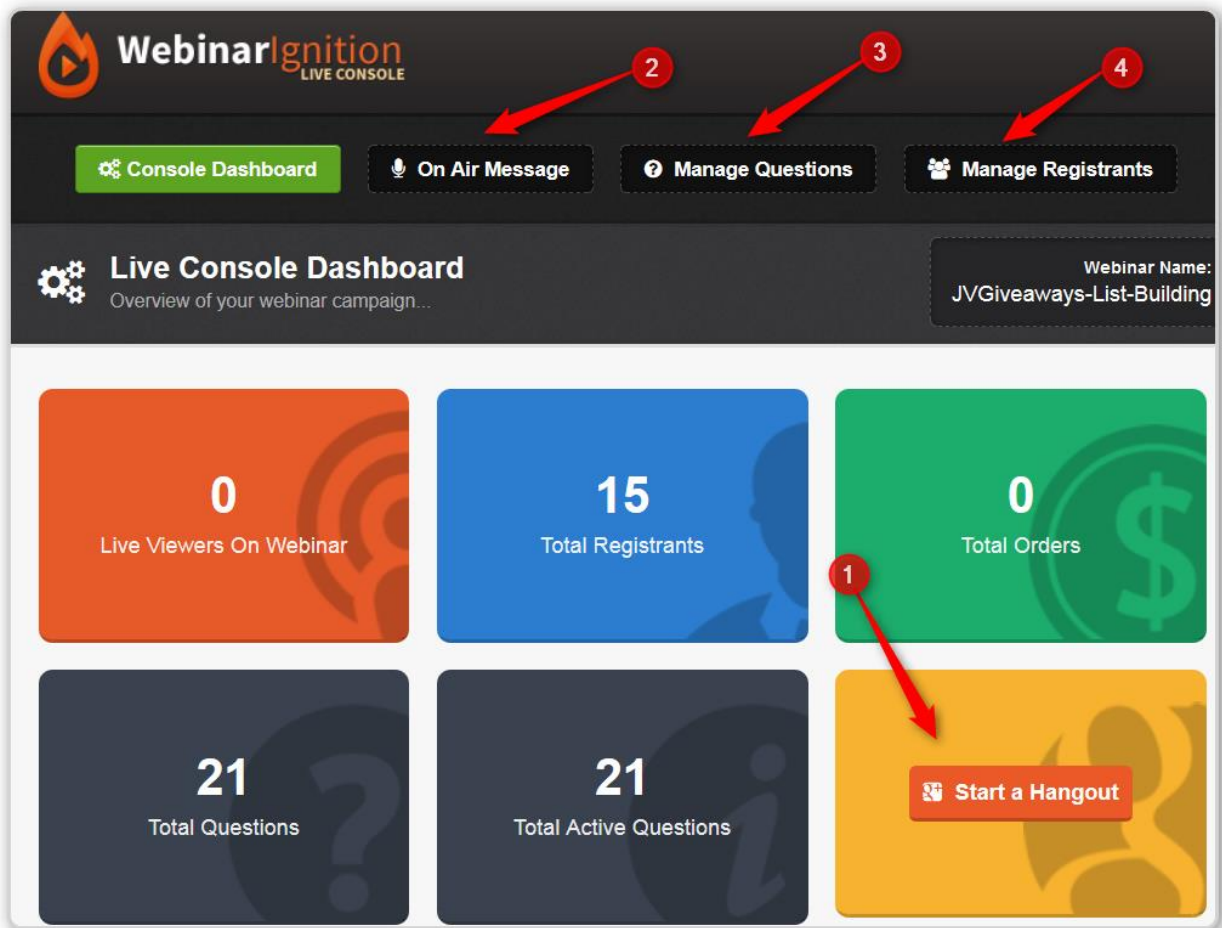 WebinarIgnition
LIVE CONSOLE
2
3
4
Console Dashboard
On Air Message
Manage Questions
Manage Registrants
Live Console Dashboard
Overview of your webinar campaign...
Webinar Name:
JVGiveaways-List-Building
0
Live Viewers On Webinar
15
Total Registrants
0
Total Orders
1
21
Total Questions
21
Total Active Questions
Start a Hangout